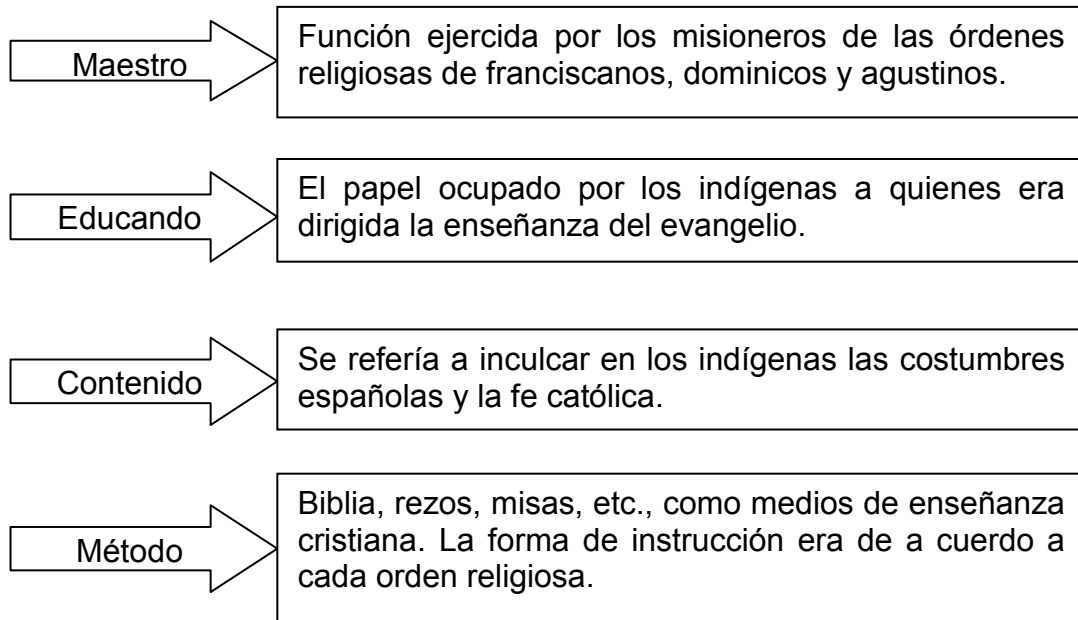 Maestro
Función ejercida por los misioneros de las órdenes
religiosas de franciscanos, dominicos y agustinos.
Educando
El papel ocupado por los indígenas a quienes era
dirigida la enseñanza del evangelio.
Contenido
Se refería a inculcar en los indígenas las costumbres
españolas y la fe católica.
Método
Biblia, rezos, misas, etc., como medios de enseñanza
cristiana. La forma de instrucción era de a cuerdo a
cada orden religiosa.